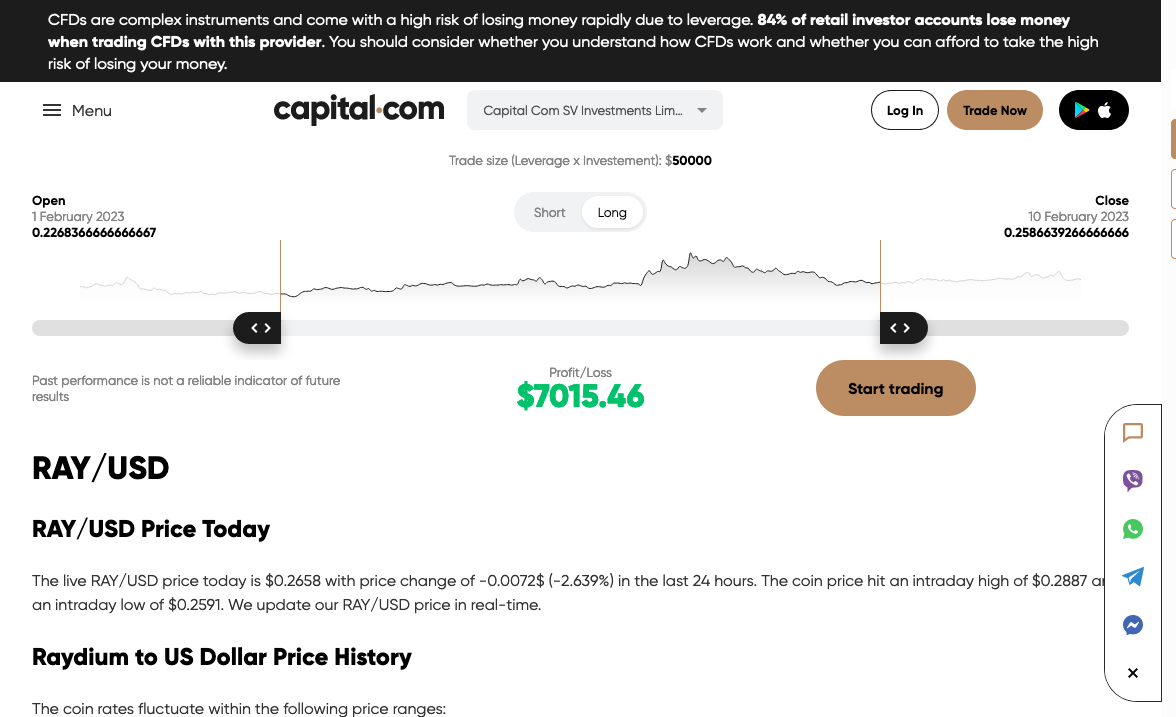 CFDs are complex instruments and come with a high risk of losing money rapidly due to leverage. 84% of retail investor accounts lose money
when trading CFDs with this provider. You should consider whether you understand how CFDs work and whether you can afford to take the high
risk of losing your money.
Menu
capital.com
Capital Com SV Investments Lim...
Log In
Trade Now
Trade size (Leverage x Investement): $50000
Open
1 February 2023
0.2268366666666667
Short
Long
Close
10 February 2023
0.2586639266666666
Past performance is not a reliable indicator of future
results
Profit/Loss
$7015.46
Start trading
RAY/USD
RAY/USD Price Today
The live RAY/USD price today is $0.2658 with price change of -0.0072$ (-2.639%) in the last 24 hours. The coin price hit an intraday high of $0.2887
an intraday low of $0.2591. We update our RAY/USD price in real-time.
Raydium to US Dollar Price History
The coin rates fluctuate within the following price ranges: